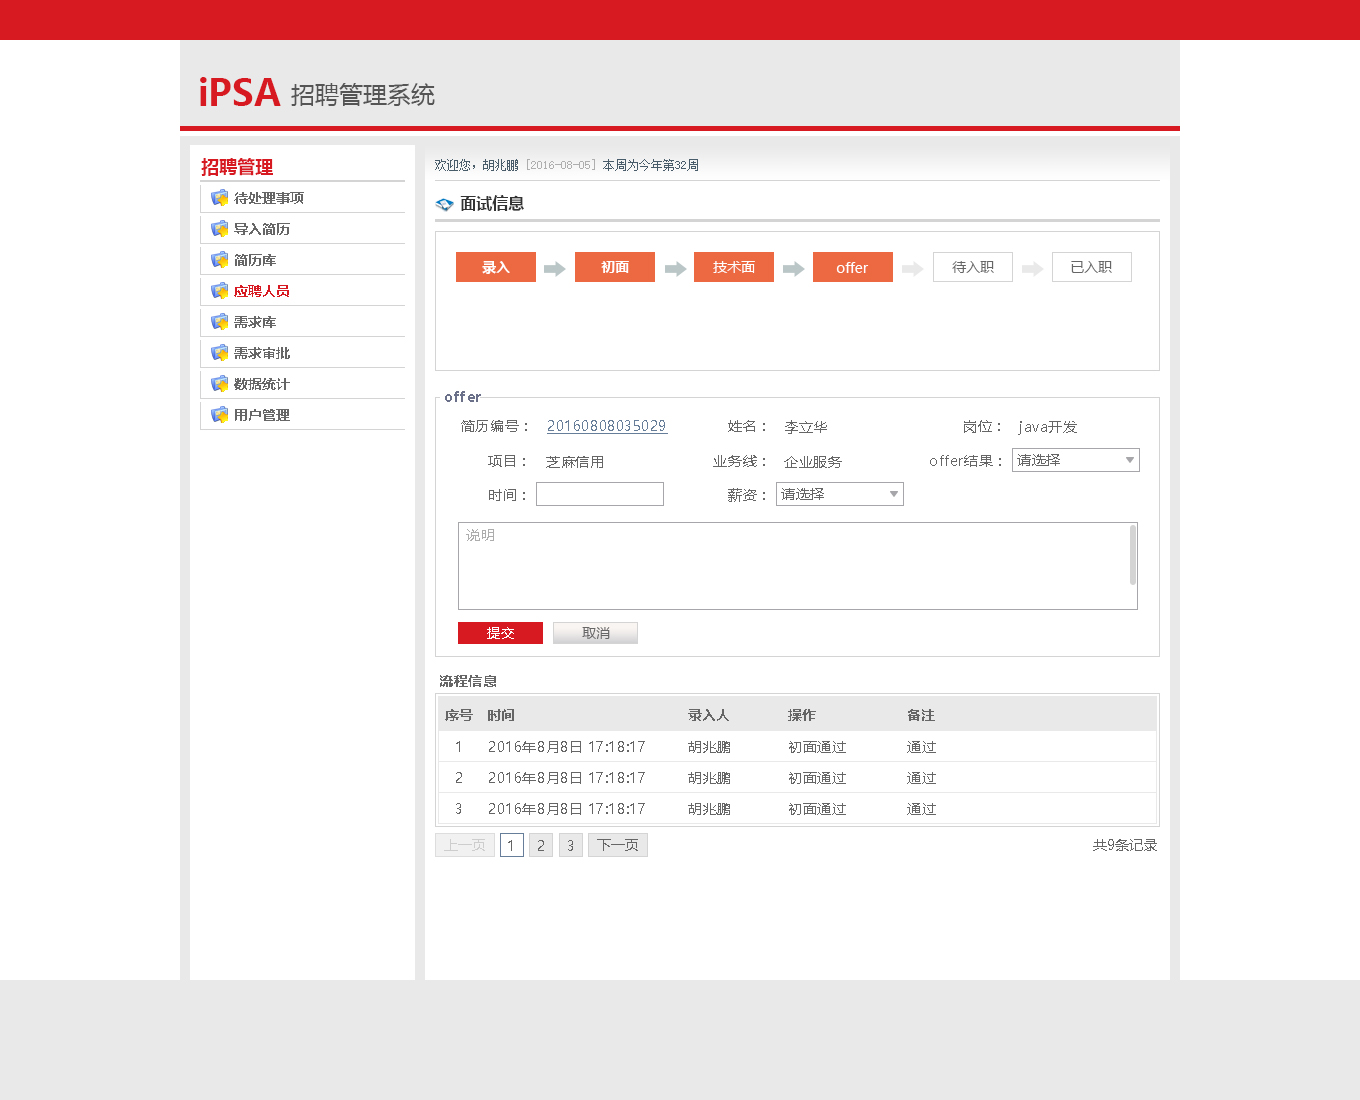 iPSA 招聘管理系统
招聘管理
待处理事项
导入简历
简历库
应聘人员
需求库
需求审批
数据统计
用户管理
欢迎您，胡兆鹏 [2016-08-05] 本周为今年第32周
面试信息
录入 初面 技术面 offer 待入职 已入职
offer
简历编号： 20160808035029 姓名： 李立华 岗位： java开发
项目： 芝麻信用 业务线： 企业服务 offer结果： 请选择
时间： 薪资： 请选择
说明
提交 取消
流程信息
序号 时间 录入人 操作 备注
1 2016年8月8日 17:18:17 胡兆鹏 初面通过 通过
2 2016年8月8日 17:18:17 胡兆鹏 初面通过 通过
3 2016年8月8日 17:18:17 胡兆鹏 初面通过 通过
上一页 1 2 3 下一页 共9条记录